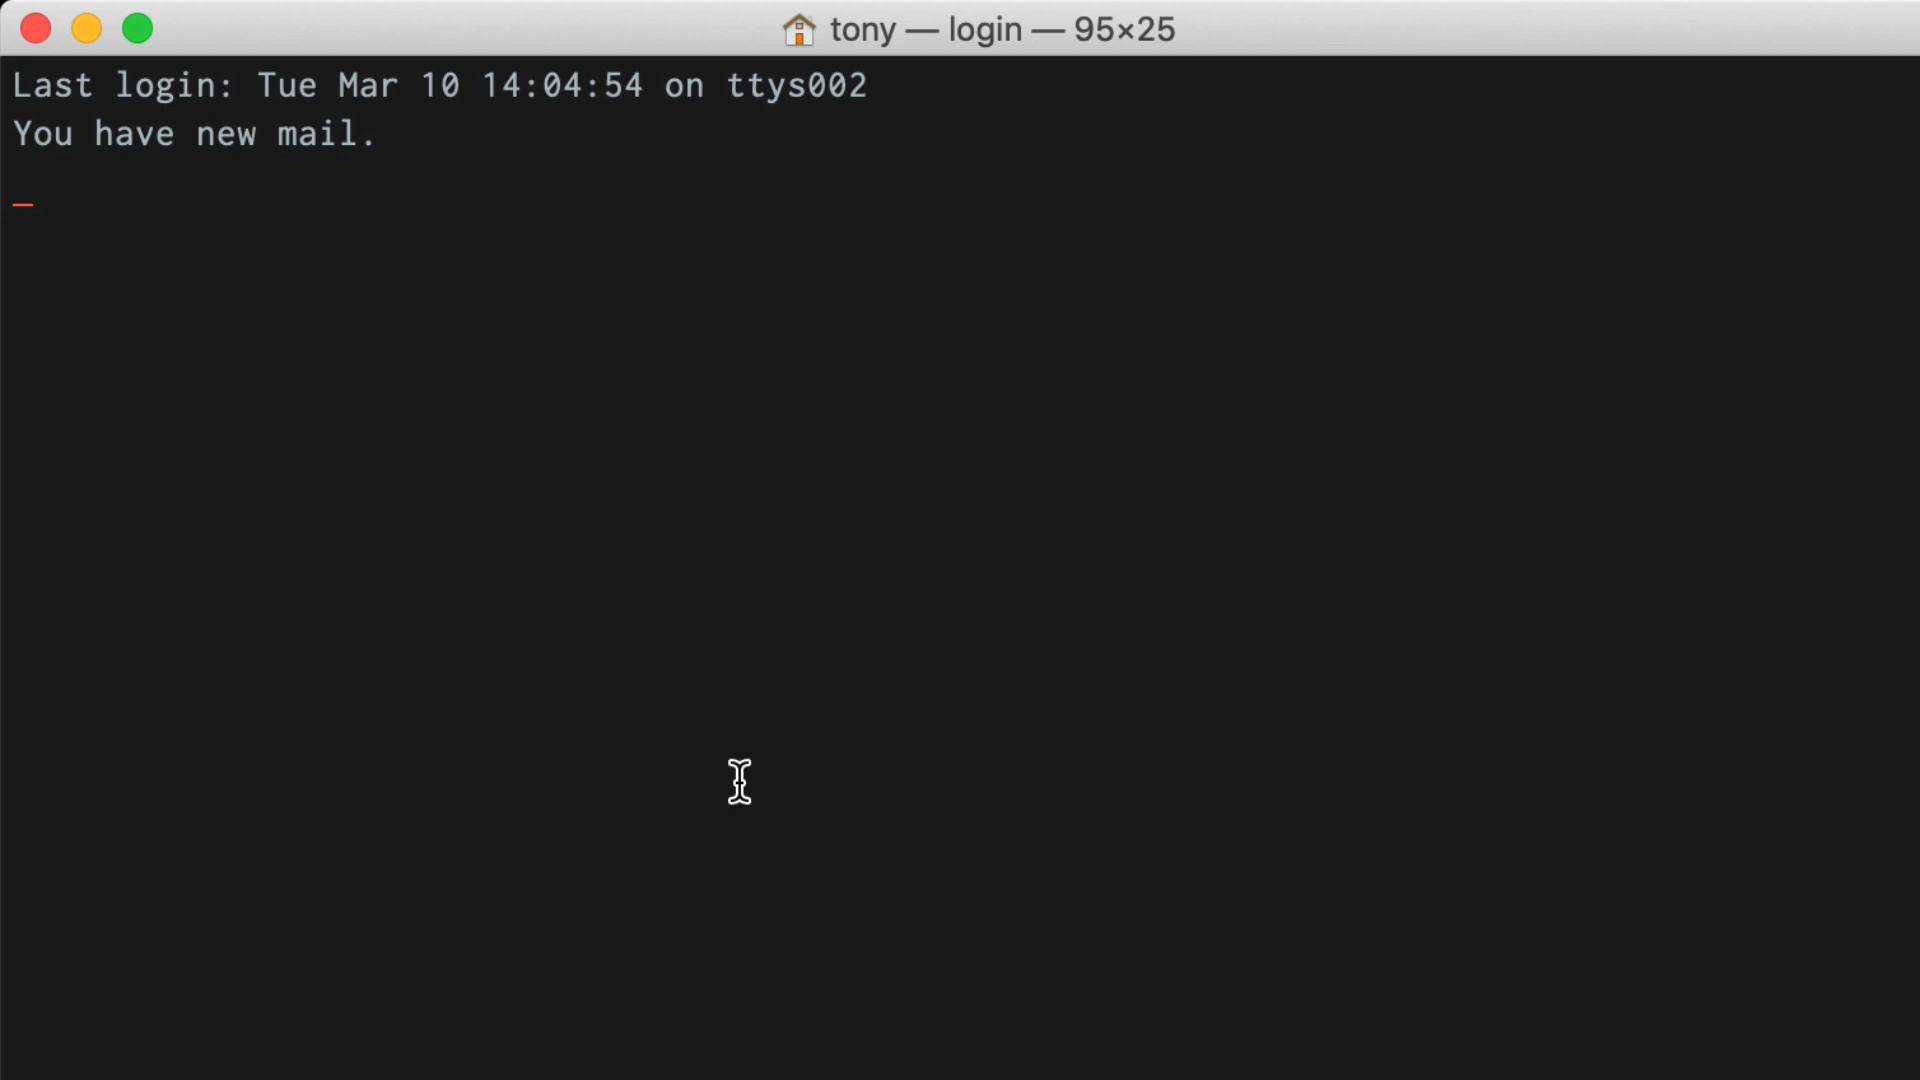 tony — login — 95×25
Last login: Tue Mar 10 14:04:54 on ttys002
You have new mail.